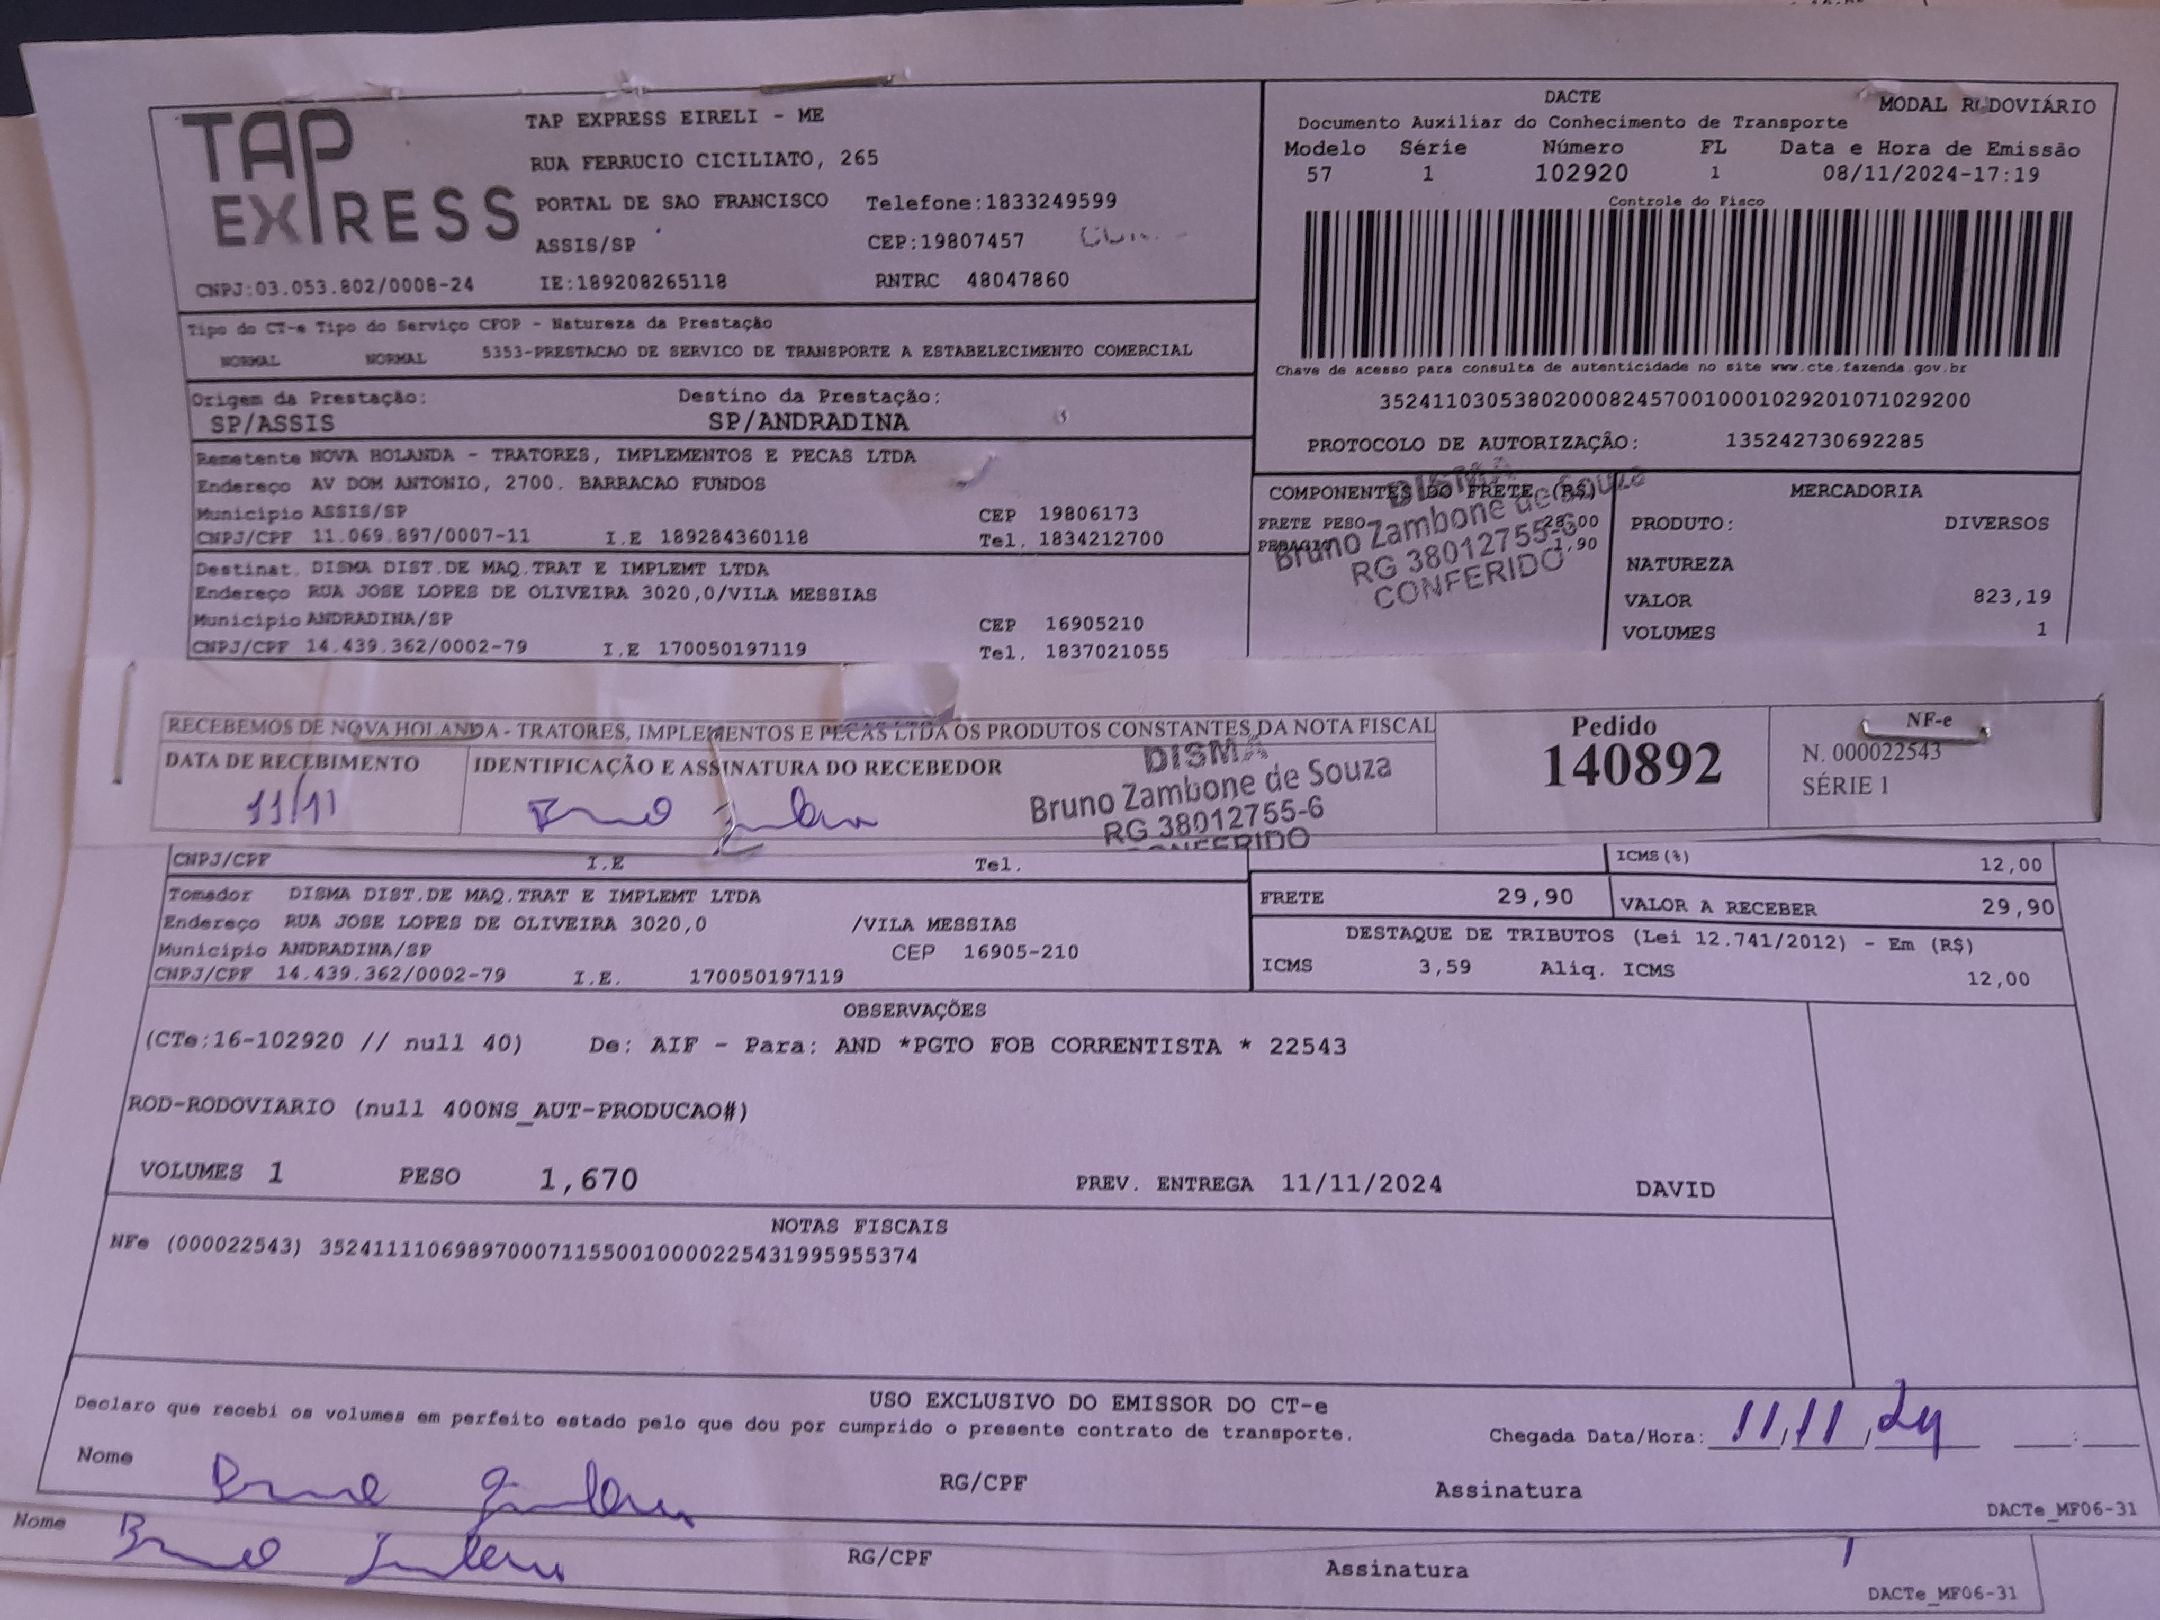 TAP EXPRESS
TAP EXPRESS EIRELI - ME
RUA FERRUCIO CICILIATO, 265
PORTAL DE SAO FRANCISCO Telefone:1833249599
ASSIS/SP CEP:19807457
CNPJ:03.053.802/0008-24 IE:189208265118 RNTRC 48047860
DACTE MODAL RODOVIÁRIO
Documento Auxiliar do Conhecimento de Transporte
Modelo Série Número FL Data e Hora de Emissão
57 1 102920 1 08/11/2024-17:19
Controle do Fisco
Chave de acesso para consulta de autenticidade no site www.cte.fazenda.gov.br
35241103053802000824570010001029201071029200
PROTOCOLO DE AUTORIZAÇÃO: 135242730692285
Tipo do CT-e Tipo do Serviço CFOP - Natureza da Prestação
NORMAL NORMAL 5353-PRESTACAO DE SERVICO DE TRANSPORTE A ESTABELECIMENTO COMERCIAL
Origem da Prestação: Destino da Prestação:
SP/ASSIS SP/ANDRADINA
Remetente NOVA HOLANDA - TRATORES, IMPLEMENTOS E PECAS LTDA
Endereço AV DOM ANTONIO, 2700. BARRACAO FUNDOS
Município ASSIS/SP CEP 19806173
CNPJ/CPF 11.069.897/0007-11 I.E 189284360118 Tel. 1834212700
Destinat. DISMA DIST.DE MAQ.TRAT E IMPLEMT LTDA
Endereço RUA JOSE LOPES DE OLIVEIRA 3020,0/VILA MESSIAS
Município ANDRADINA/SP CEP 16905210
CNPJ/CPF 14.439.362/0002-79 I.E 170050197119 Tel. 1837021055
COMPONENTES DO FRETE (R$) MERCADORIA
FRETE PESO 28,00 PRODUTO: DIVERSOS
PEDAGIO 1,90
NATUREZA
VALOR 823,19
VOLUMES 1
DISMA
Bruno Zambone de Souza
RG 38012755-6
CONFERIDO
RECEBEMOS DE NOVA HOLANDA - TRATORES, IMPLEMENTOS E PECAS LTDA OS PRODUTOS CONSTANTES DA NOTA FISCAL
DATA DE RECEBIMENTO IDENTIFICAÇÃO E ASSINATURA DO RECEBEDOR
11/11
DISMA
Bruno Zambone de Souza
RG 38012755-6
CONFERIDO
Pedido
140892
NF-e
N. 000022543
SÉRIE 1
CNPJ/CPF I.E Tel.
ICMS(%) 12,00
Tomador DISMA DIST.DE MAQ.TRAT E IMPLEMT LTDA
Endereço RUA JOSE LOPES DE OLIVEIRA 3020,0 /VILA MESSIAS
Município ANDRADINA/SP CEP 16905-210
CNPJ/CPF 14.439.362/0002-79 I.E. 170050197119
FRETE 29,90 VALOR A RECEBER 29,90
DESTAQUE DE TRIBUTOS (Lei 12.741/2012) - Em (R$)
ICMS 3,59 Aliq. ICMS 12,00
OBSERVAÇÕES
(CTe:16-102920 // null 40) De: AIF - Para: AND *PGTO FOB CORRENTISTA * 22543
ROD-RODOVIARIO (null 400NS_AUT-PRODUCAO#)
VOLUMES 1 PESO 1,670 PREV. ENTREGA 11/11/2024 DAVID
NOTAS FISCAIS
NFe (000022543) 35241111069897000711550010000225431995955374
USO EXCLUSIVO DO EMISSOR DO CT-e
Declaro que recebi os volumes em perfeito estado pelo que dou por cumprido o presente contrato de transporte.
Chegada Data/Hora: 11/11/24 :
Nome Bruno RG/CPF Assinatura
DACTe_MF06-31
Nome Bruno RG/CPF Assinatura
DACTe_MF06-31